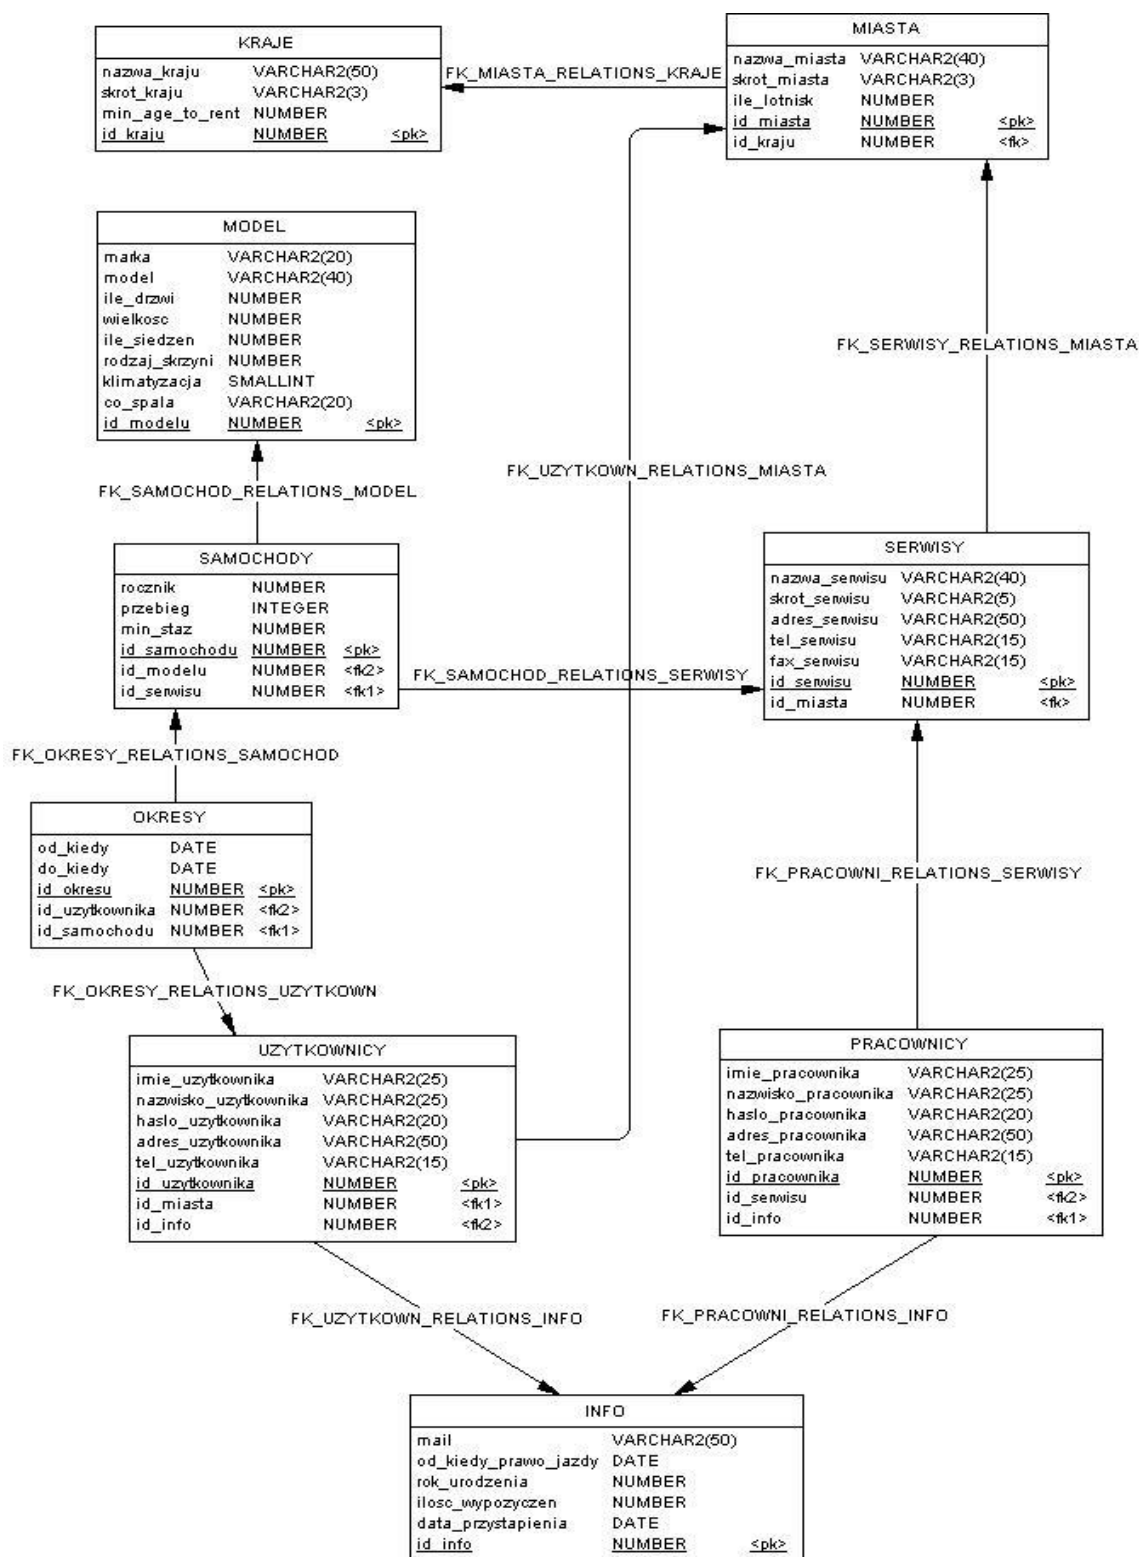 KRAJE
nazwa_kraju VARCHAR2(50)
skrot_kraju VARCHAR2(3)
min_age_to_rent NUMBER
id_kraju NUMBER <pk>
FK_MIASTA_RELATIONS_KRAJE
MIASTA
nazwa_miasta VARCHAR2(40)
skrot_miasta VARCHAR2(3)
ile_lotnisk NUMBER
id_miasta NUMBER <pk>
id_kraju NUMBER <fk>
MODEL
marka VARCHAR2(20)
model VARCHAR2(40)
ile_drzwi NUMBER
wielkosc NUMBER
ile_siedzen NUMBER
rodzaj_skrzyni NUMBER
klimatyzacja SMALLINT
co_spala VARCHAR2(20)
id_modelu NUMBER <pk>
FK_SERWISY_RELATIONS_MIASTA
FK_UZYTKOWN_RELATIONS_MIASTA
FK_SAMOCHOD_RELATIONS_MODEL
SAMOCHODY
rocznik NUMBER
przebieg INTEGER
min_staz NUMBER
id_samochodu NUMBER <pk>
id_modelu NUMBER <fk2>
id_serwisu NUMBER <fk1>
FK_SAMOCHOD_RELATIONS_SERWISY
SERWISY
nazwa_serwisu VARCHAR2(40)
skrot_serwisu VARCHAR2(5)
adres_serwisu VARCHAR2(50)
tel_serwisu VARCHAR2(15)
fax_serwisu VARCHAR2(15)
id_serwisu NUMBER <pk>
id_miasta NUMBER <fk>
FK_OKRESY_RELATIONS_SAMOCHOD
OKRESY
od_kiedy DATE
do_kiedy DATE
id_okresu NUMBER <pk>
id_uzytkownika NUMBER <fk2>
id_samochodu NUMBER <fk1>
FK_PRACOWNI_RELATIONS_SERWISY
FK_OKRESY_RELATIONS_UZYTKOWN
UZYTKOWNICY
imie_uzytkownika VARCHAR2(25)
nazwisko_uzytkownika VARCHAR2(25)
haslo_uzytkownika VARCHAR2(20)
adres_uzytkownika VARCHAR2(50)
tel_uzytkownika VARCHAR2(15)
id_uzytkownika NUMBER <pk>
id_miasta NUMBER <fk1>
id_info NUMBER <fk2>
PRACOWNICY
imie_pracownika VARCHAR2(25)
nazwisko_pracownika VARCHAR2(25)
haslo_pracownika VARCHAR2(20)
adres_pracownika VARCHAR2(50)
tel_pracownika VARCHAR2(15)
id_pracownika NUMBER <pk>
id_serwisu NUMBER <fk2>
id_info NUMBER <fk1>
FK_UZYTKOWN_RELATIONS_INFO
FK_PRACOWNI_RELATIONS_INFO
INFO
mail VARCHAR2(50)
od_kiedy_prawo_jazdy DATE
rok_urodzenia NUMBER
ilosc_wypozyczen NUMBER
data_przystapienia DATE
id_info NUMBER <pk>